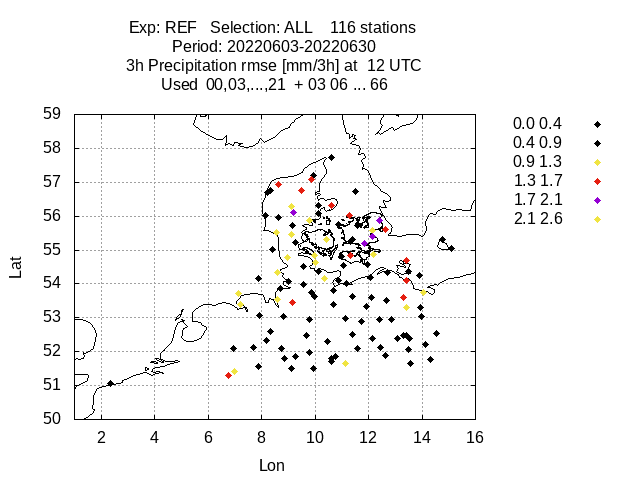 Exp: REF   Selection: ALL    116 stations
Period: 20220603-20220630
3h Precipitation rmse [mm/3h] at  12 UTC
Used  00,03,...,21  + 03 06 ... 66
59
58
57
56
55
54
53
52
51
50
Lat
2 4 6 8 10 12 14 16
Lon
0.0 0.4
0.4 0.9
0.9 1.3
1.3 1.7
1.7 2.1
2.1 2.6